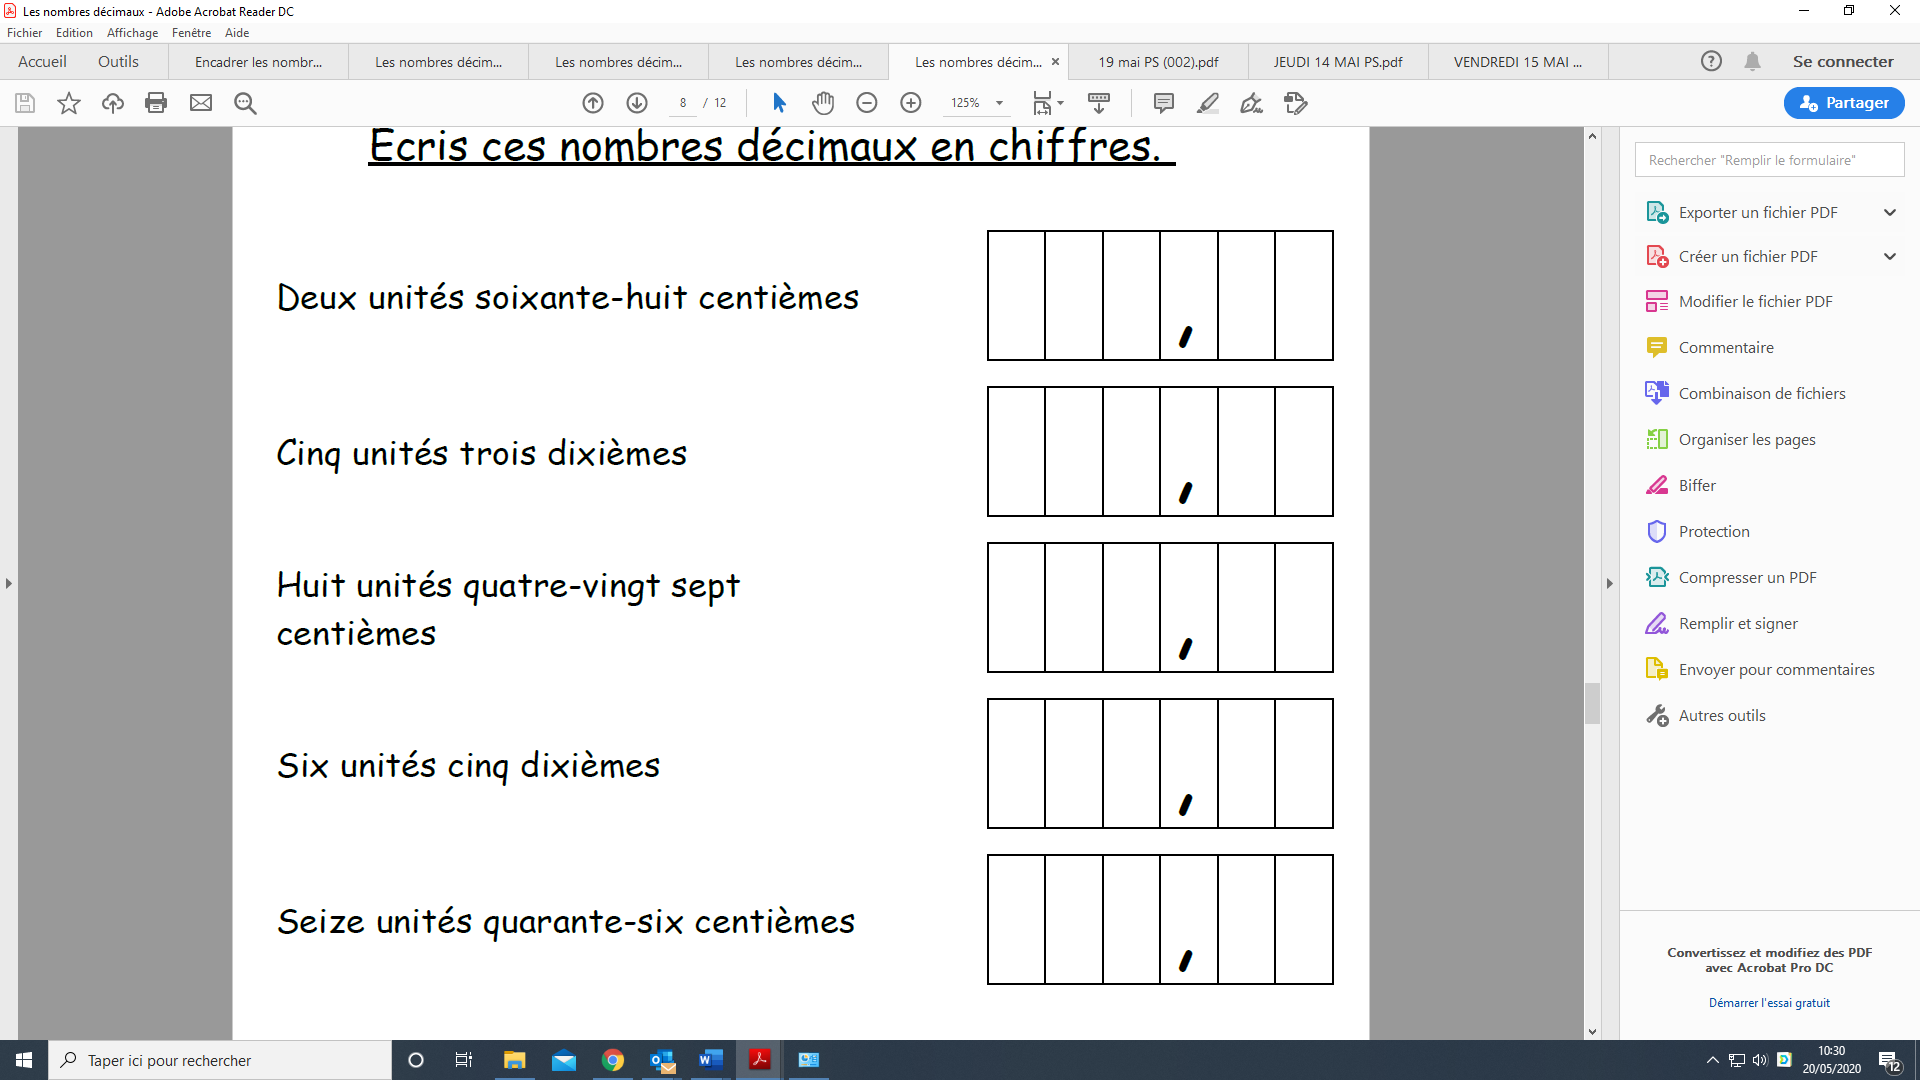 Les nombres décimaux - Adobe Acrobat Reader DC
Fichier Edition Affichage Fenêtre Aide
Accueil Outils Encadrer les nombr... Les nombres décim... Les nombres décim... Les nombres décim... Les nombres décim... × 19 mai PS (002).pdf JEUDI 14 MAI PS.pdf VENDREDI 15 MAI ... Se connecter
8 / 12 125% Partager
Ecris ces nombres décimaux en chiffres.
Deux unités soixante-huit centièmes
,
Cinq unités trois dixièmes
,
Huit unités quatre-vingt sept
centièmes
,
Six unités cinq dixièmes
,
Seize unités quarante-six centièmes
,
Rechercher "Remplir le formulaire"
Exporter un fichier PDF
Créer un fichier PDF
Modifier le fichier PDF
Commentaire
Combinaison de fichiers
Organiser les pages
Biffer
Protection
Compresser un PDF
Remplir et signer
Envoyer pour commentaires
Autres outils
Convertissez et modifiez des PDF
avec Acrobat Pro DC
Démarrer l'essai gratuit
Taper ici pour rechercher
10:30
20/05/2020
12